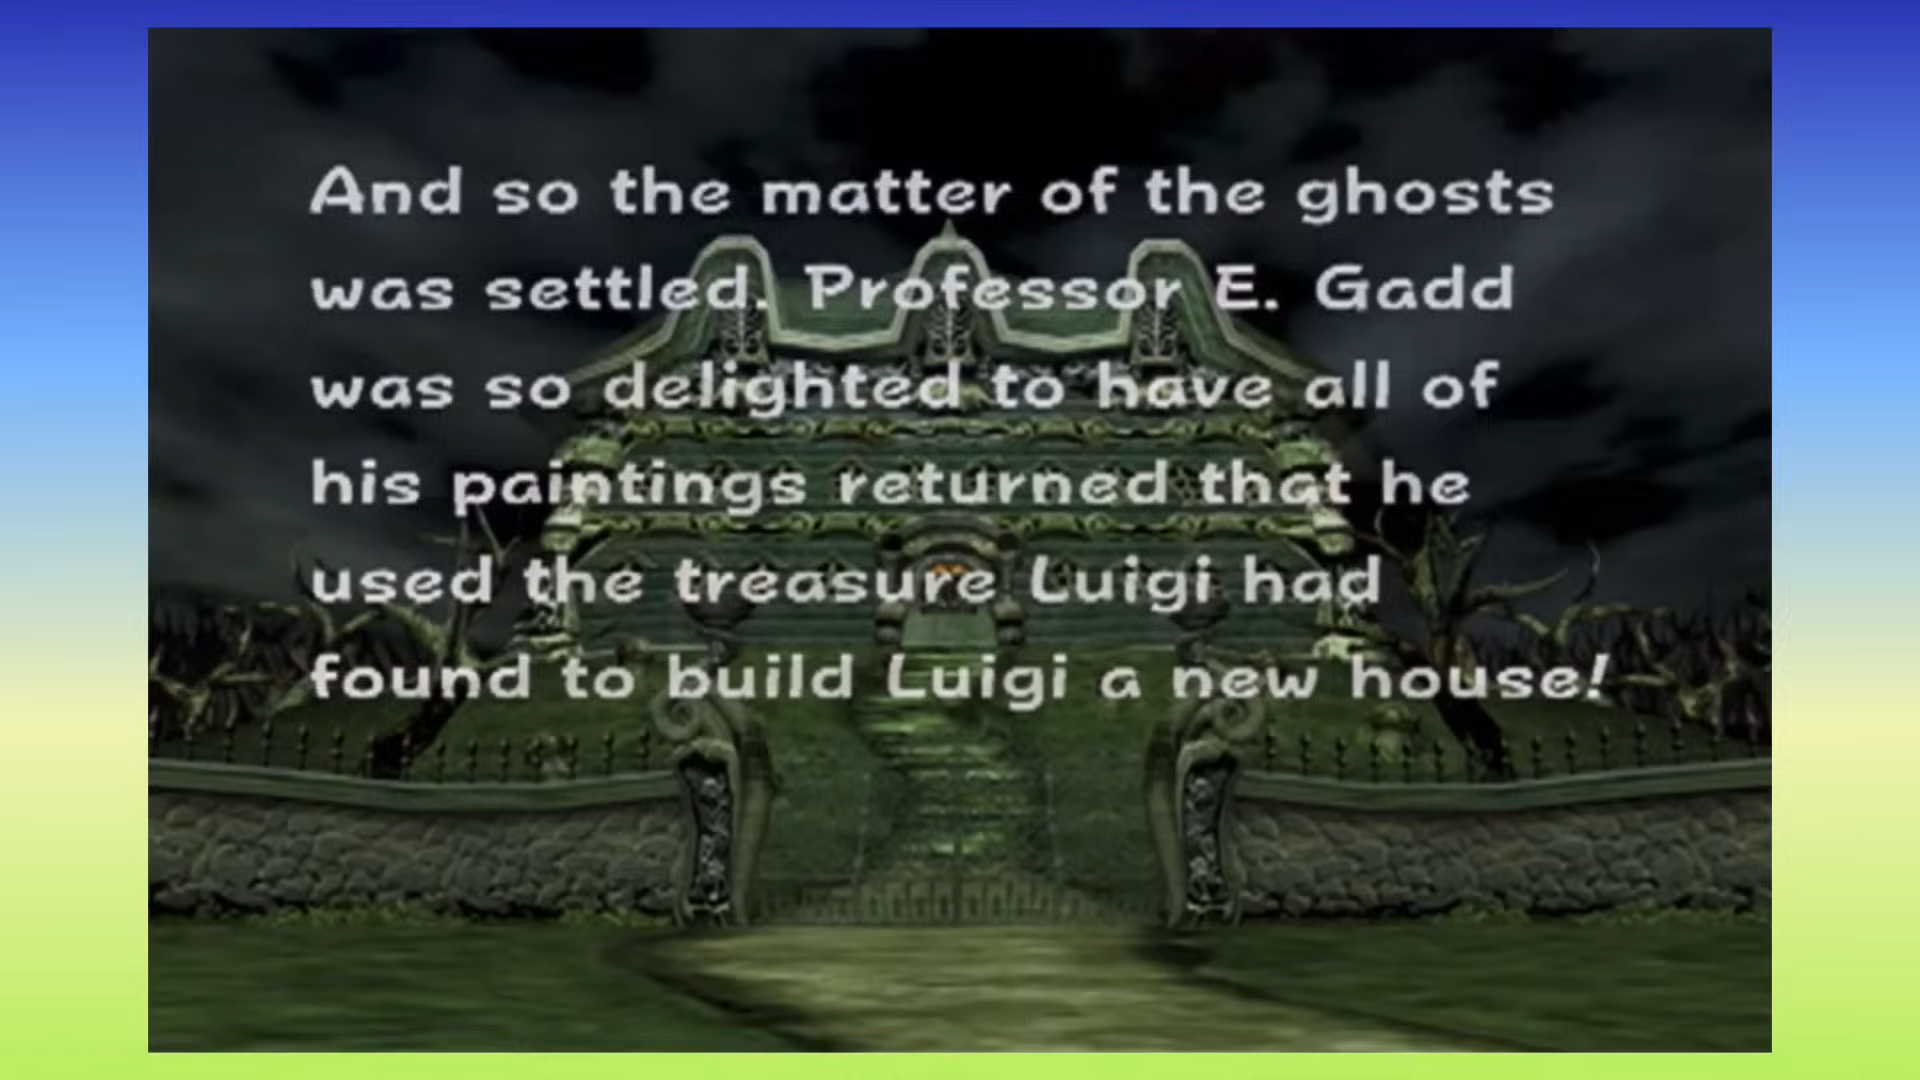 And so the matter of the ghosts
was settled. Professor E. Gadd
was so delighted to have all of
his paintings returned that he
used the treasure Luigi had
found to build Luigi a new house!